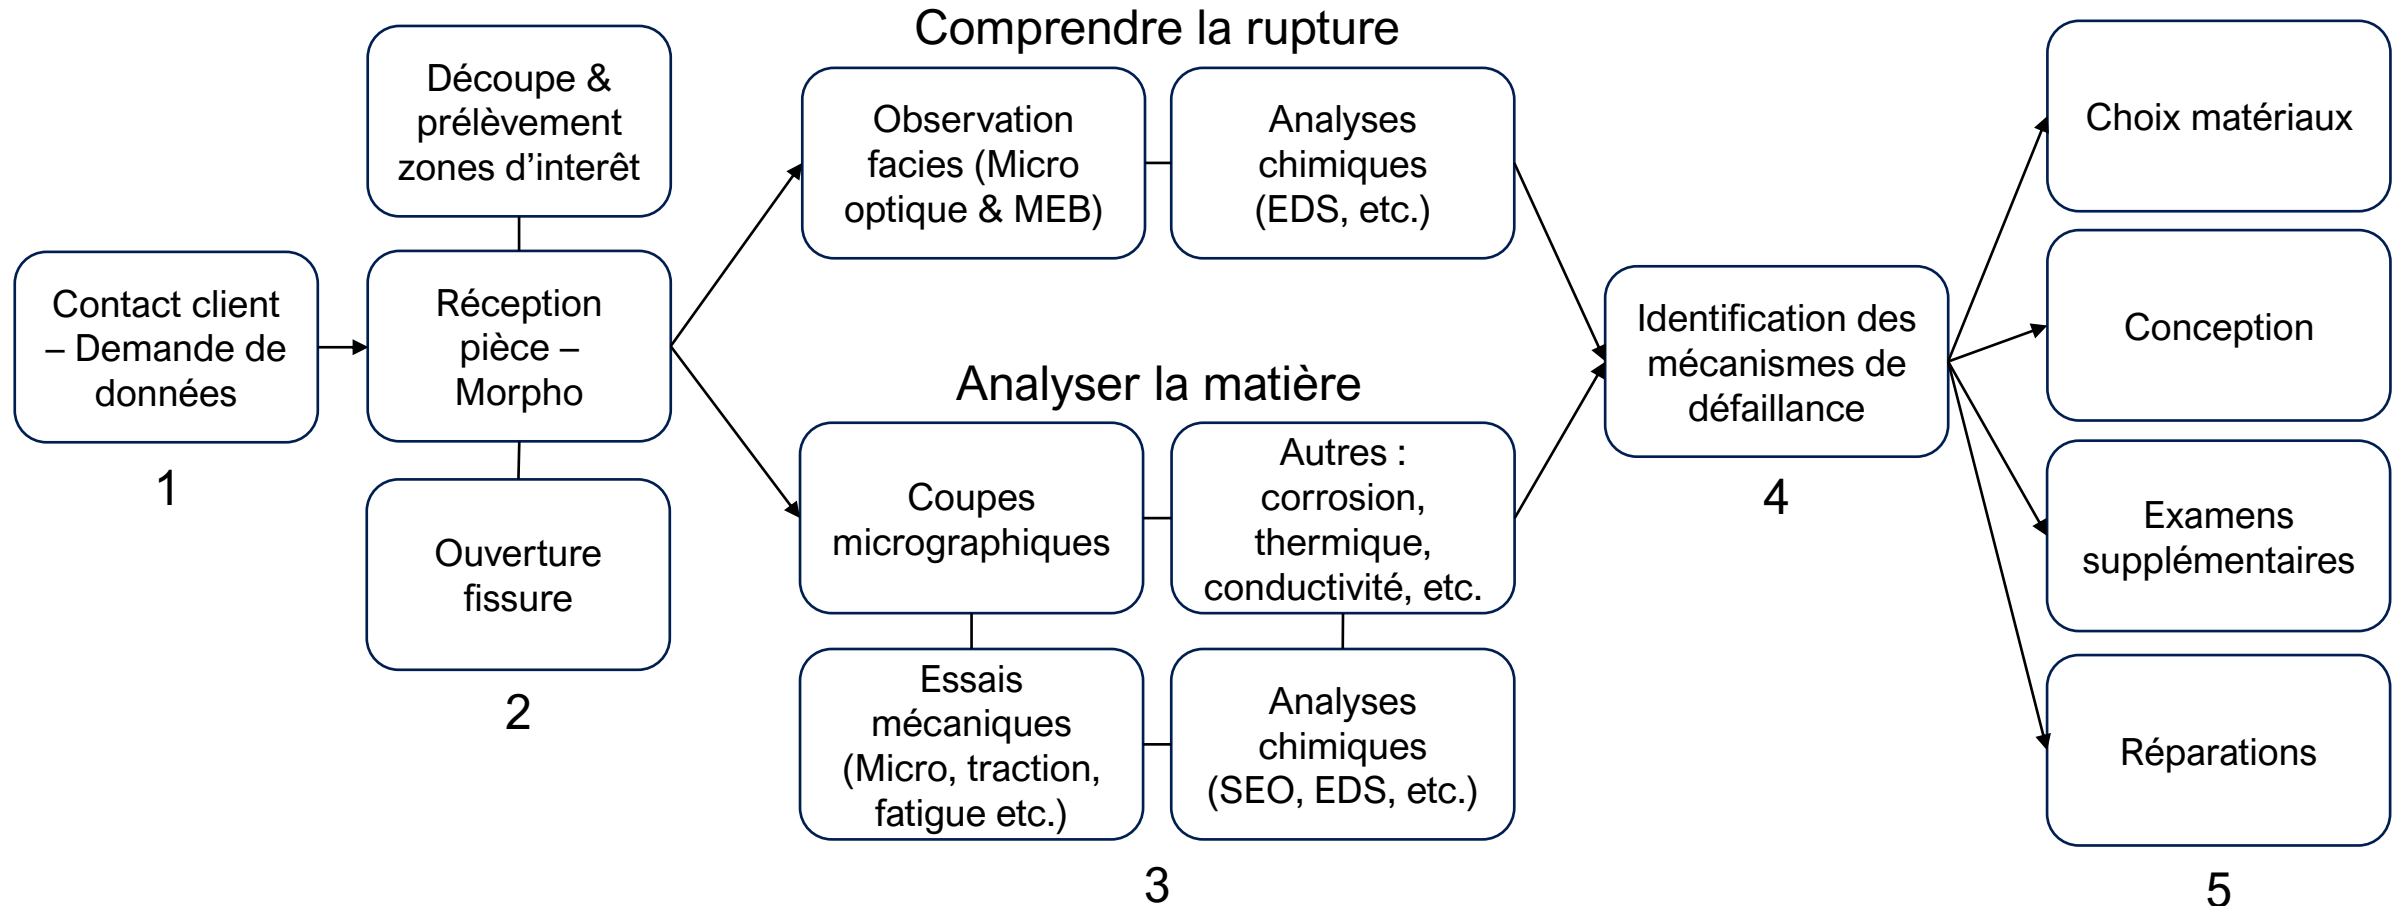 Comprendre la rupture
Découpe &
prélèvement
zones d'interêt
Observation
facies (Micro
optique & MEB)
Analyses
chimiques
(EDS, etc.)
Choix matériaux
Contact client
– Demande de
données
1
Réception
pièce –
Morpho
Ouverture
fissure
2
Analyser la matière
Coupes
micrographiques
Autres :
corrosion,
thermique,
conductivité, etc.
Essais
mécaniques
(Micro, traction,
fatigue etc.)
Analyses
chimiques
(SEO, EDS, etc.)
3
Identification des
mécanismes de
défaillance
4
Conception
Examens
supplémentaires
Réparations
5